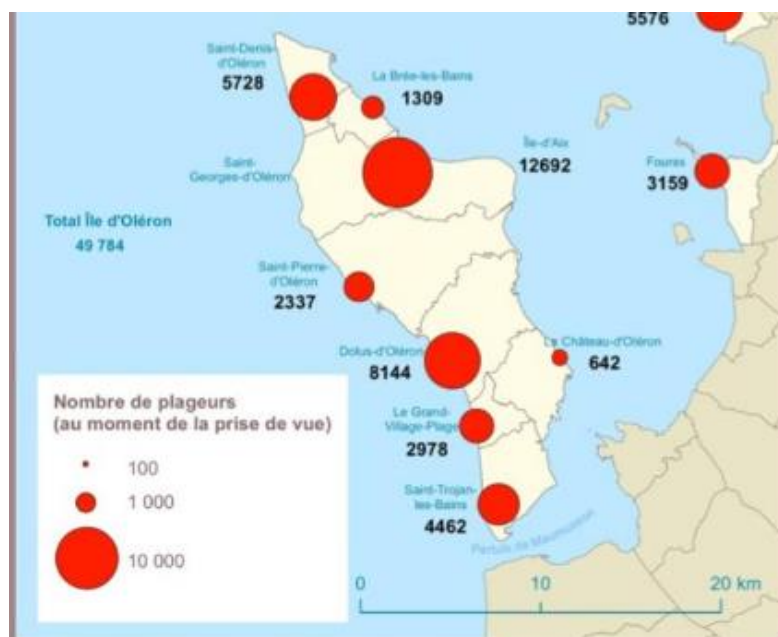 5576
Saint-Denis-
d'Oléron
5728
La Brée-les-Bains
1309
Île-d'Aix
12692
Fouras
3159
Saint-
Georges-d'Oléron
Total Île d'Oléron
49 784
Saint-Pierre-
d'Oléron
2337
Dolus-d'Oléron
8144
Le Château-d'Oléron
642
Le Grand-
Village-Plage
2978
Saint-Trojan-
les-Bains
4462
Pertuis de Maumusson
Nombre de plageurs
(au moment de la prise de vue)
100
1 000
10 000
0 10 20 km